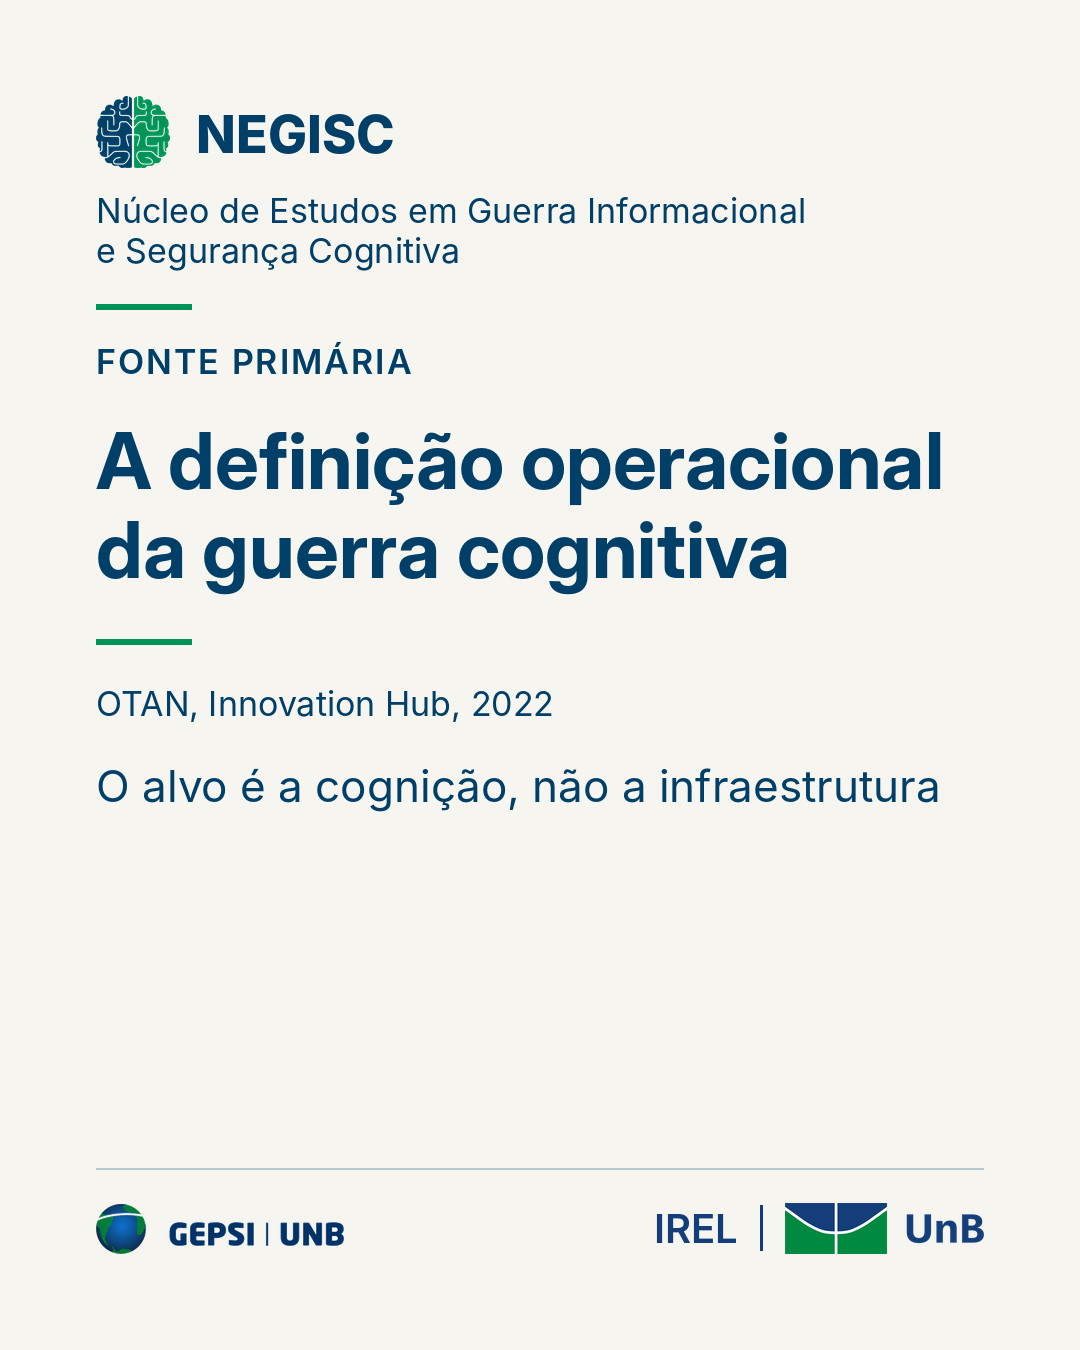 NEGISC
Núcleo de Estudos em Guerra Informacional
e Segurança Cognitiva
FONTE PRIMÁRIA
A definição operacional
da guerra cognitiva
OTAN, Innovation Hub, 2022
O alvo é a cognição, não a infraestrutura
GEPSI | UNB
IREL | UnB